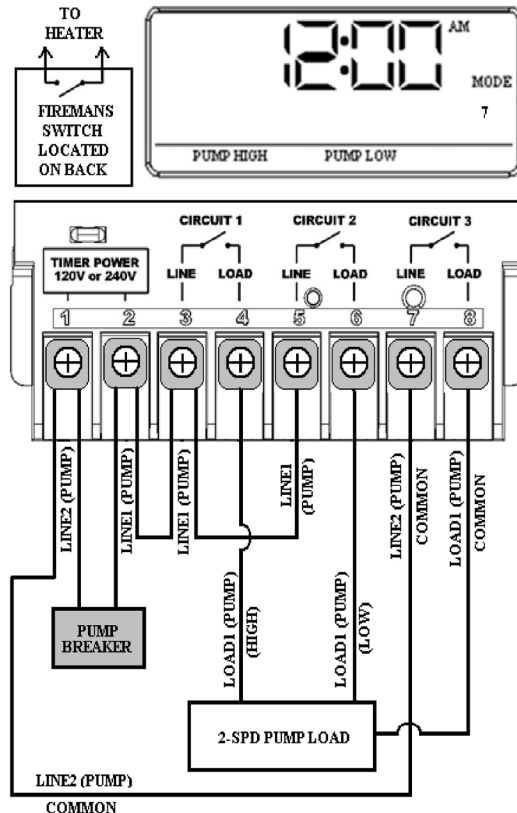 TO
HEATER
FIREMANS
SWITCH
LOCATED
ON BACK
12:00 AM
MODE
7
PUMP HIGH PUMP LOW
CIRCUIT 1 CIRCUIT 2 CIRCUIT 3
TIMER POWER
120V or 240V
LINE LOAD LINE LOAD LINE LOAD
1 2 3 4 5 6 7 8
LINE2 (PUMP)
LINE1 (PUMP)
LINE1 (PUMP)
LOAD1 (PUMP)
(HIGH)
LINE1
(PUMP)
LOAD1 (PUMP)
(LOW)
LINE2 (PUMP)
COMMON
LOAD1 (PUMP)
COMMON
PUMP
BREAKER
2-SPD PUMP LOAD
LINE2 (PUMP)
COMMON